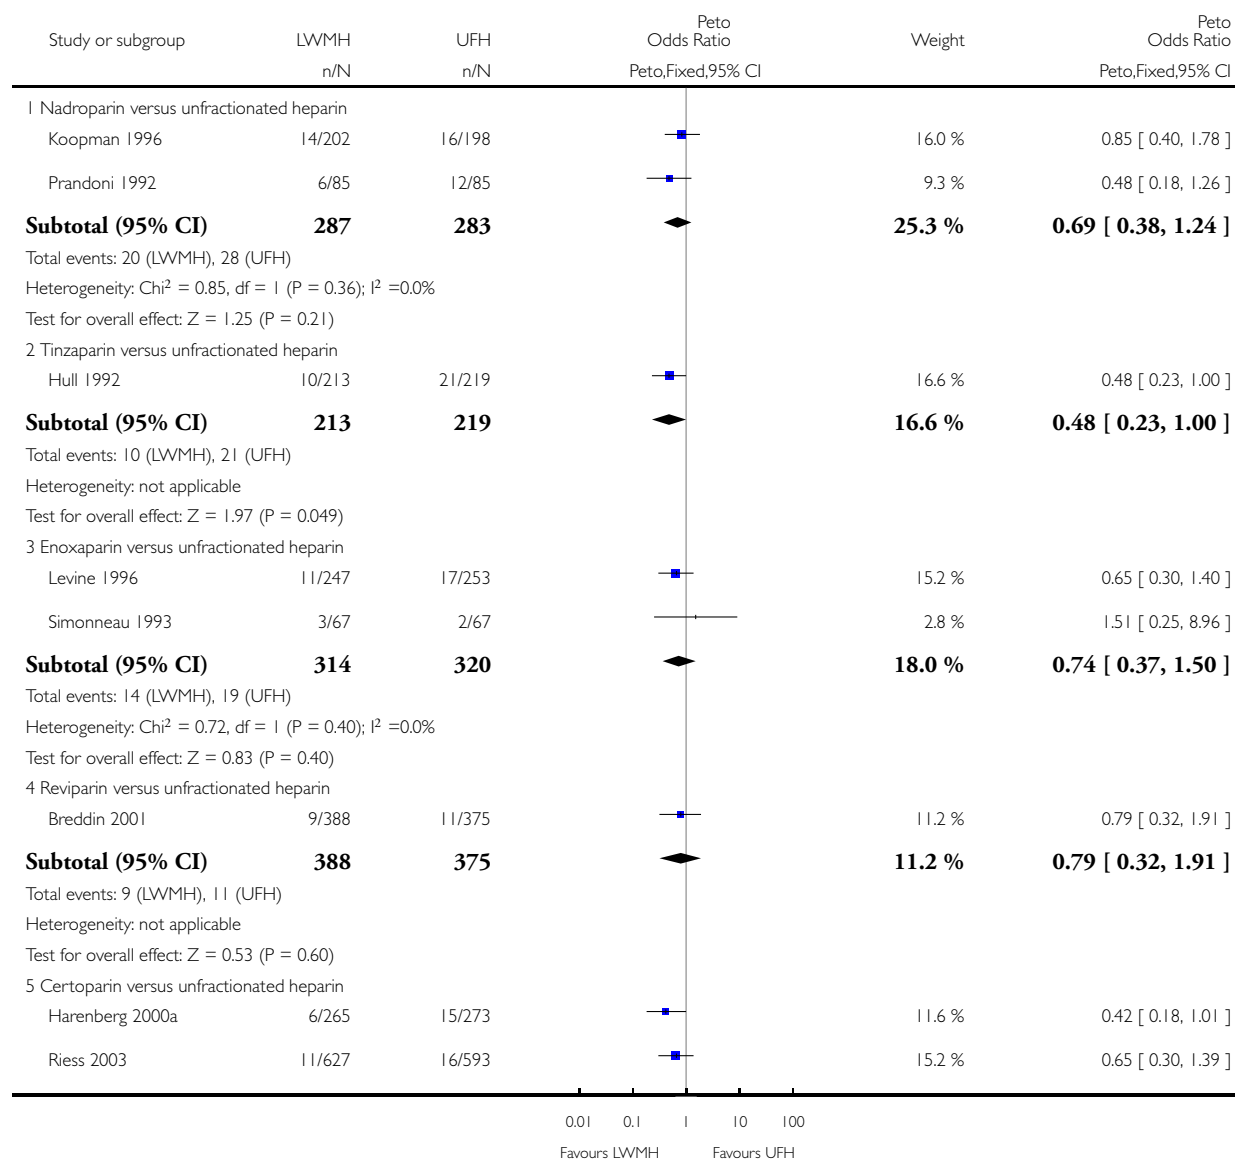 Peto Peto
Study or subgroup LWMH UFH Odds Ratio Weight Odds Ratio
n/N n/N Peto,Fixed,95% CI Peto,Fixed,95% CI
1 Nadroparin versus unfractionated heparin
Koopman 1996 14/202 16/198 16.0 % 0.85 [ 0.40, 1.78 ]
Prandoni 1992 6/85 12/85 9.3 % 0.48 [ 0.18, 1.26 ]
Subtotal (95% CI) 287 283 25.3 % 0.69 [ 0.38, 1.24 ]
Total events: 20 (LWMH), 28 (UFH)
Heterogeneity: Chi² = 0.85, df = 1 (P = 0.36); I² =0.0%
Test for overall effect: Z = 1.25 (P = 0.21)
2 Tinzaparin versus unfractionated heparin
Hull 1992 10/213 21/219 16.6 % 0.48 [ 0.23, 1.00 ]
Subtotal (95% CI) 213 219 16.6 % 0.48 [ 0.23, 1.00 ]
Total events: 10 (LWMH), 21 (UFH)
Heterogeneity: not applicable
Test for overall effect: Z = 1.97 (P = 0.049)
3 Enoxaparin versus unfractionated heparin
Levine 1996 11/247 17/253 15.2 % 0.65 [ 0.30, 1.40 ]
Simonneau 1993 3/67 2/67 2.8 % 1.51 [ 0.25, 8.96 ]
Subtotal (95% CI) 314 320 18.0 % 0.74 [ 0.37, 1.50 ]
Total events: 14 (LWMH), 19 (UFH)
Heterogeneity: Chi² = 0.72, df = 1 (P = 0.40); I² =0.0%
Test for overall effect: Z = 0.83 (P = 0.40)
4 Reviparin versus unfractionated heparin
Breddin 2001 9/388 11/375 11.2 % 0.79 [ 0.32, 1.91 ]
Subtotal (95% CI) 388 375 11.2 % 0.79 [ 0.32, 1.91 ]
Total events: 9 (LWMH), 11 (UFH)
Heterogeneity: not applicable
Test for overall effect: Z = 0.53 (P = 0.60)
5 Certoparin versus unfractionated heparin
Harenberg 2000a 6/265 15/273 11.6 % 0.42 [ 0.18, 1.01 ]
Riess 2003 11/627 16/593 15.2 % 0.65 [ 0.30, 1.39 ]
0.01 0.1 1 10 100
Favours LWMH Favours UFH